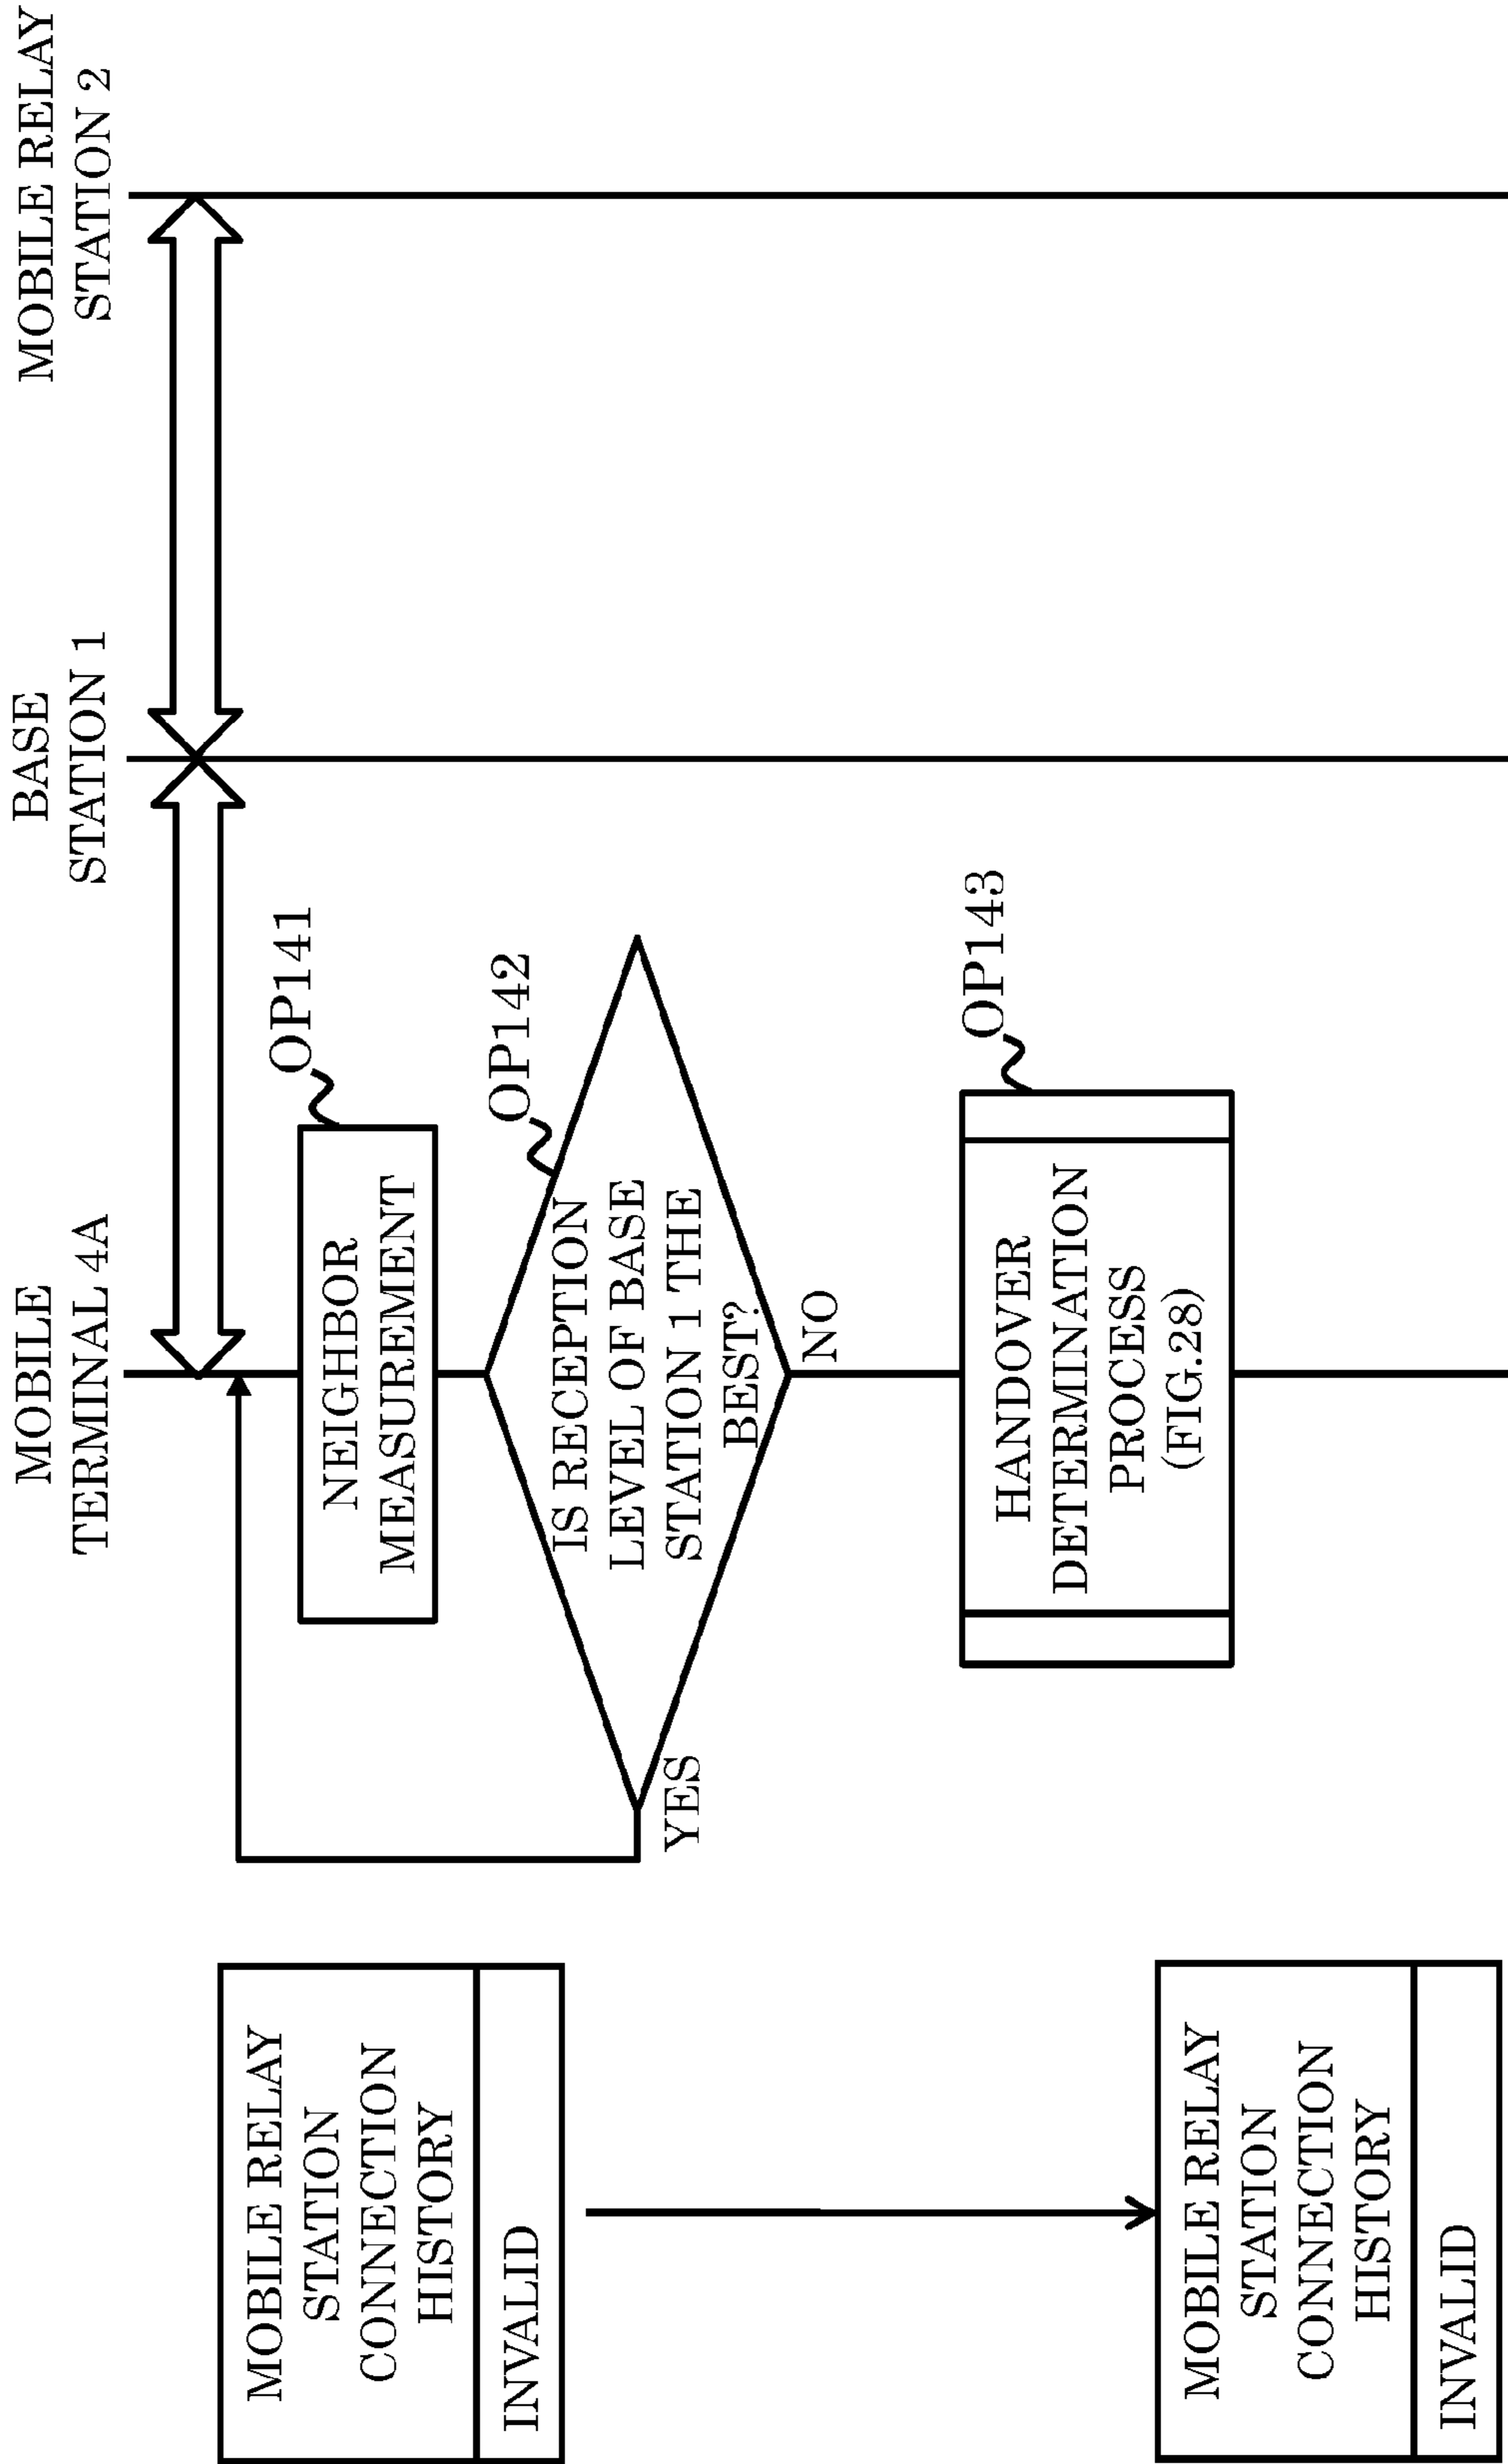 MOBILE
TERMINAL 4A
BASE
STATION 1
MOBILE RELAY
STATION 2
MOBILE RELAY
STATION
CONNECTION
HISTORY
INVALID
NEIGHBOR
MEASUREMENT
OP141
IS RECEPTION
LEVEL OF BASE
STATION 1 THE
BEST?
OP142
YES
NO
HANDOVER
DETERMINATION
PROCESS
(FIG.28)
OP143
MOBILE RELAY
STATION
CONNECTION
HISTORY
INVALID